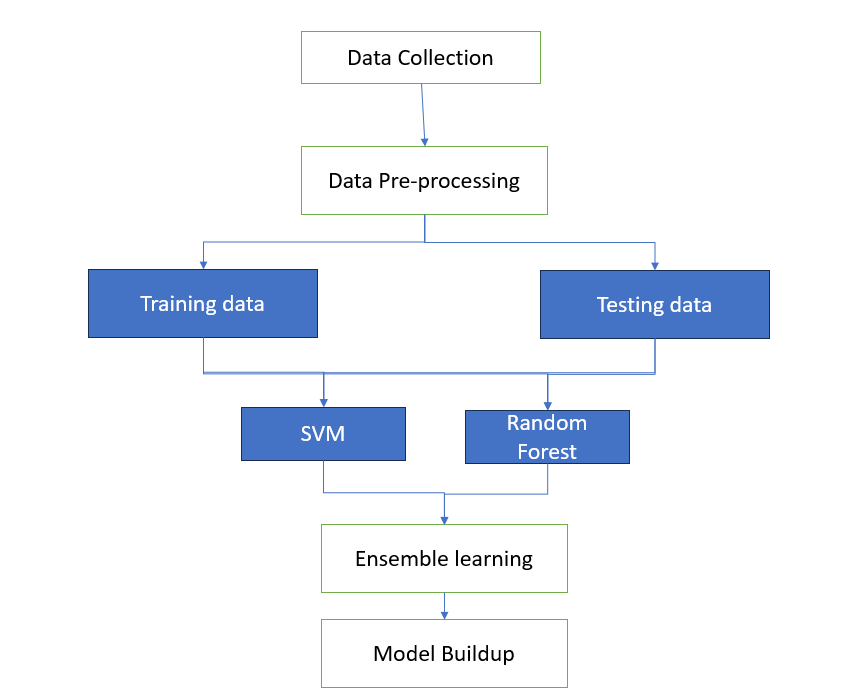 Data Collection
Data Pre-processing
Training data
Testing data
SVM
Random
Forest
Ensemble learning
Model Buildup